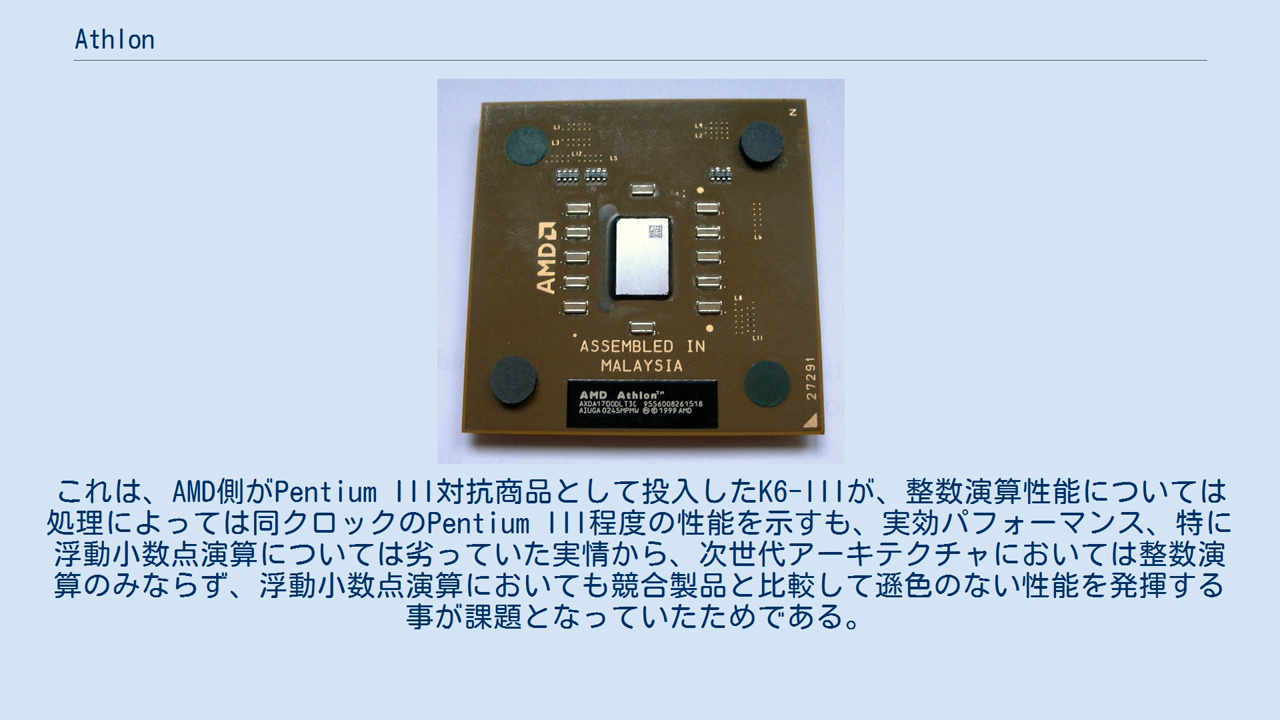 Athlon
N
L1
L3
L12
L5
L9
L2
AMD
L6
L8
L11
ASSEMBLED IN
MALAYSIA
27291
AMD Athlon™
AXDA1700DLT3C 9556008261518
AIUGA 0245MPMW Ⓜ © 1999 AMD
これは、AMD側がPentium III対抗商品として投入したK6-IIIが、整数演算性能については
処理によっては同クロックのPentium III程度の性能を示すも、実効パフォーマンス、特に
浮動小数点演算については劣っていた実情から、次世代アーキテクチャにおいては整数演
算のみならず、浮動小数点演算においても競合製品と比較して遜色のない性能を発揮する
事が課題となっていたためである。